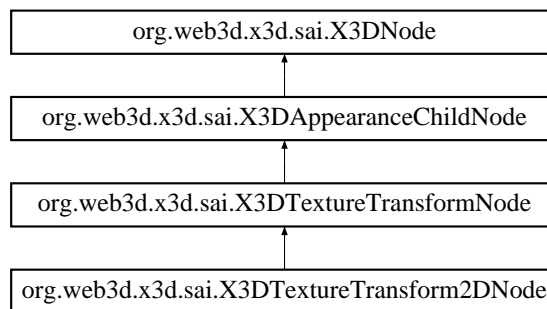 org.web3d.x3d.sai.X3DNode
org.web3d.x3d.sai.X3DAppearanceChildNode
org.web3d.x3d.sai.X3DTextureTransformNode
org.web3d.x3d.sai.X3DTextureTransform2DNode